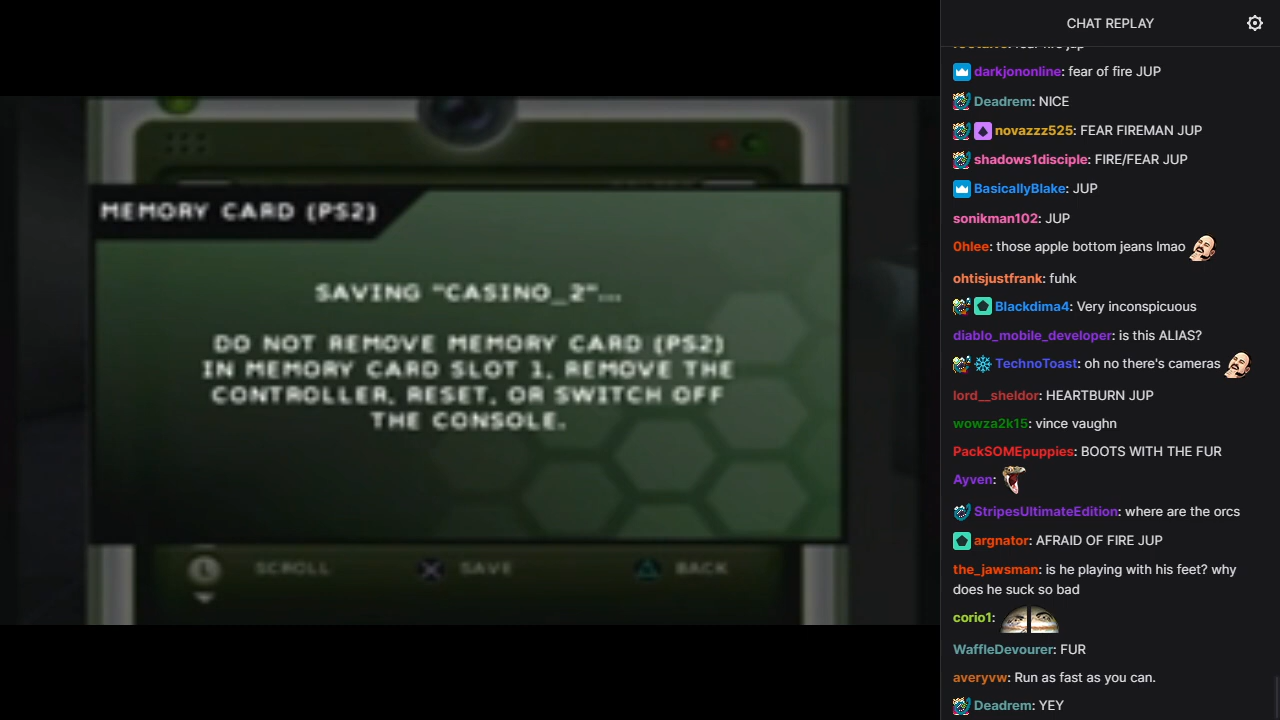 MEMORY CARD (PS2)
SAVING "CASINO_2"...
DO NOT REMOVE MEMORY CARD (PS2)
IN MEMORY CARD SLOT 1, REMOVE THE
CONTROLLER, RESET, OR SWITCH OFF
THE CONSOLE.
L
SCROLL
SAVE
BACK
CHAT REPLAY
darkjononline: fear of fire JUP
Deadrem: NICE
novazzz525: FEAR FIREMAN JUP
shadows1disciple: FIRE/FEAR JUP
BasicallyBlake: JUP
sonikman102: JUP
0hlee: those apple bottom jeans lmao
ohtisjustfrank: fuhk
Blackdima4: Very inconspicuous
diablo_mobile_developer: is this ALIAS?
TechnoToast: oh no there's cameras
lord__sheldor: HEARTBURN JUP
wowza2k15: vince vaughn
PackSOMEpuppies: BOOTS WITH THE FUR
Ayven:
StripesUltimateEdition: where are the orcs
argnator: AFRAID OF FIRE JUP
the_jawsman: is he playing with his feet? why
does he suck so bad
corio1:
WaffleDevourer: FUR
averyvw: Run as fast as you can.
Deadrem: YEY